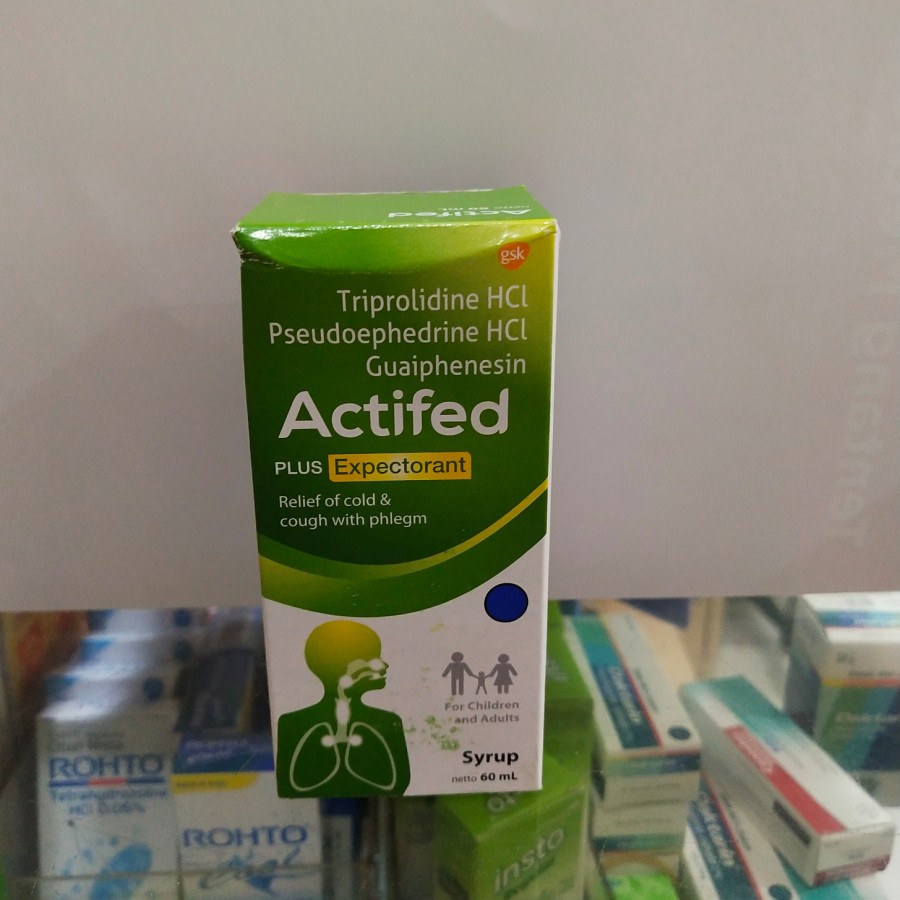 Actifed
gsk
Triprolidine HCl
Pseudoephedrine HCl
Guaiphenesin
Actifed
PLUS Expectorant
Relief of cold &
cough with phlegm
For Children
and Adults
Syrup
netto 60 mL
ROHTO
ROHTO
Cool
insto